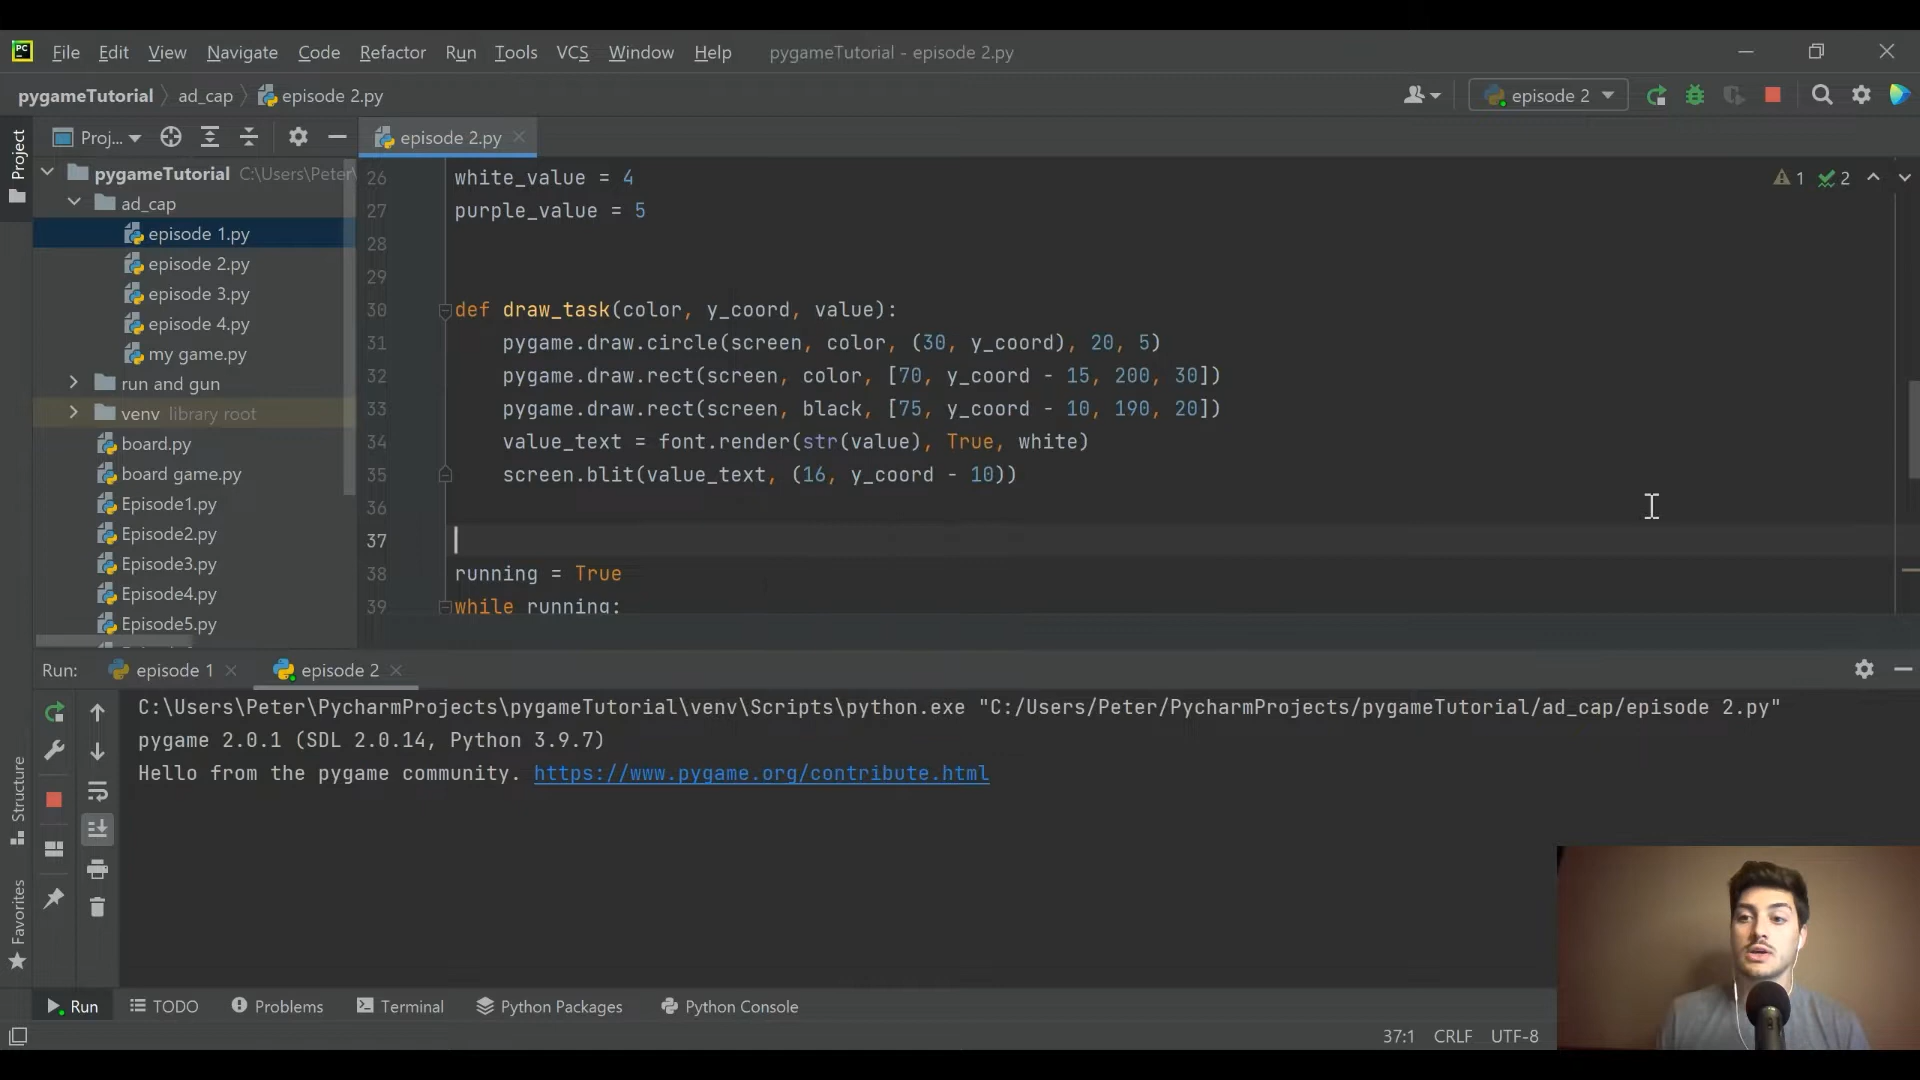 PC File Edit View Navigate Code Refactor Run Tools VCS Window Help pygameTutorial - episode 2.py
pygameTutorial ad_cap episode 2.py episode 2
Proj... episode 2.py
Project
pygameTutorial C:\Users\Peter\
ad_cap
episode 1.py
episode 2.py
episode 3.py
episode 4.py
my game.py
run and gun
venv library root
board.py
board game.py
Episode1.py
Episode2.py
Episode3.py
Episode4.py
Episode5.py
1 2
26 white_value = 4
27 purple_value = 5
28
29
30 def draw_task(color, y_coord, value):
31 pygame.draw.circle(screen, color, (30, y_coord), 20, 5)
32 pygame.draw.rect(screen, color, [70, y_coord - 15, 200, 30])
33 pygame.draw.rect(screen, black, [75, y_coord - 10, 190, 20])
34 value_text = font.render(str(value), True, white)
35 screen.blit(value_text, (16, y_coord - 10))
36
37
38 running = True
39 while running:
Run: episode 1 episode 2
C:\Users\Peter\PycharmProjects\pygameTutorial\venv\Scripts\python.exe "C:/Users/Peter/PycharmProjects/pygameTutorial/ad_cap/episode 2.py"
pygame 2.0.1 (SDL 2.0.14, Python 3.9.7)
Hello from the pygame community. https://www.pygame.org/contribute.html
Structure
Favorites
Run TODO Problems Terminal Python Packages Python Console
37:1 CRLF UTF-8